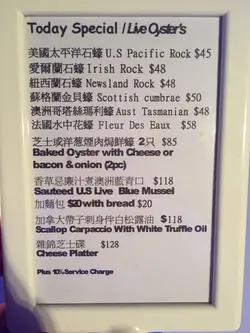 Today Special /Live Oyster's
美國太平洋石蠔 U.S Pacific Rock $45
愛爾蘭石蠔 Irish Rock $48
紐西蘭石蠔 Newsland Rock $48
蘇格蘭金貝蠔 Scottish cumbrae $50
澳洲哥塔絲瑪利蠔 Aust Tasmanian $48
法國水中花蠔 Fleur Des Eaux $58
芝士或洋葱煙肉焗鮮蠔 2只 $85
Baked Oyster with Cheese or
bacon & onion (2pc)
香草忌廉汁煮澳洲藍青口 $118
Sauteed U.S Live Blue Mussel
加麵包 $20 with bread $20
加拿大帶子刺身伴白松露油 $118
Scallop Carpaccio With White Truffle Oil
雜錦芝士碟 $128
Cheese Platter
Plus 10% Service Charge